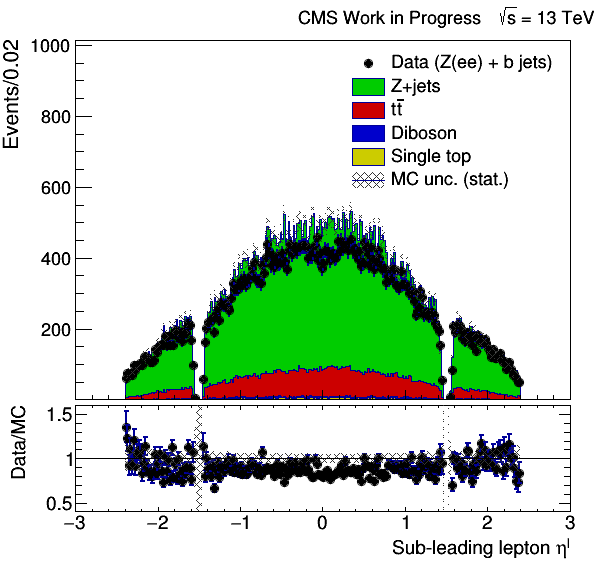 CMS Work in Progress √s = 13 TeV
Events/0.02
1000
800
600
400
200
Data (Z(ee) + b jets)
Z+jets
tt̄
Diboson
Single top
MC unc. (stat.)
Data/MC
1.5
1
0.5
−3 −2 −1 0 1 2 3
Sub-leading lepton ηˡ